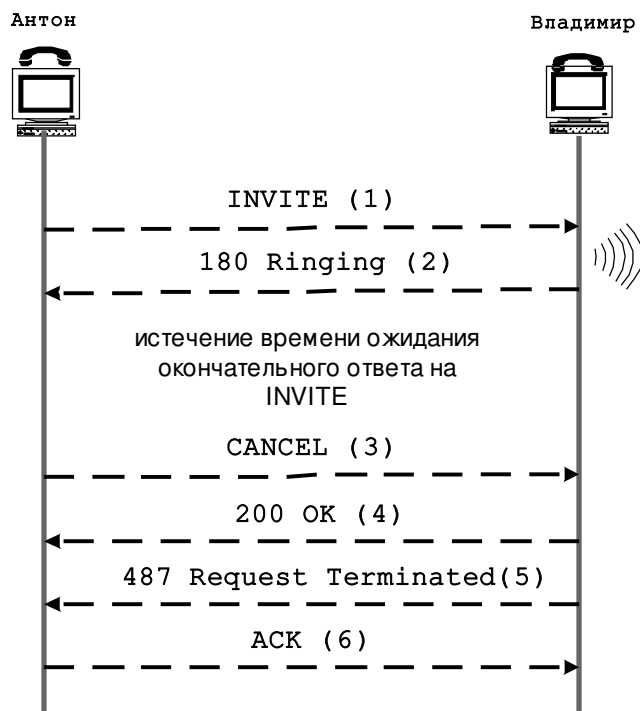 Антон
Владимир
INVITE (1)
180 Ringing (2)
истечение времени ожидания
окончательного ответа на
INVITE
CANCEL (3)
200 OK (4)
487 Request Terminated(5)
ACK (6)